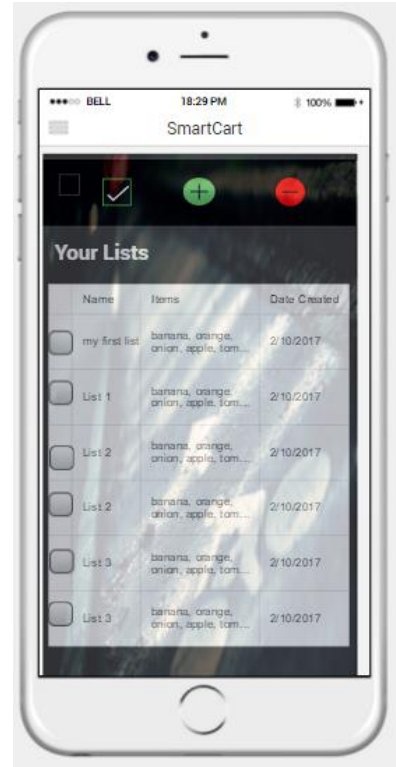 BELL 18:29 PM 100%
SmartCart
Your Lists
Name Items Date Created
my first list banana, orange, 2/10/2017
onion, apple, tom...
List 1 banana, orange, 2/10/2017
onion, apple, tom...
List 2 banana, orange, 2/10/2017
onion, apple, tom...
List 2 banana, orange, 2/10/2017
onion, apple, tom...
List 3 banana, orange, 2/10/2017
onion, apple, tom...
List 3 banana, orange, 2/10/2017
onion, apple, tom...